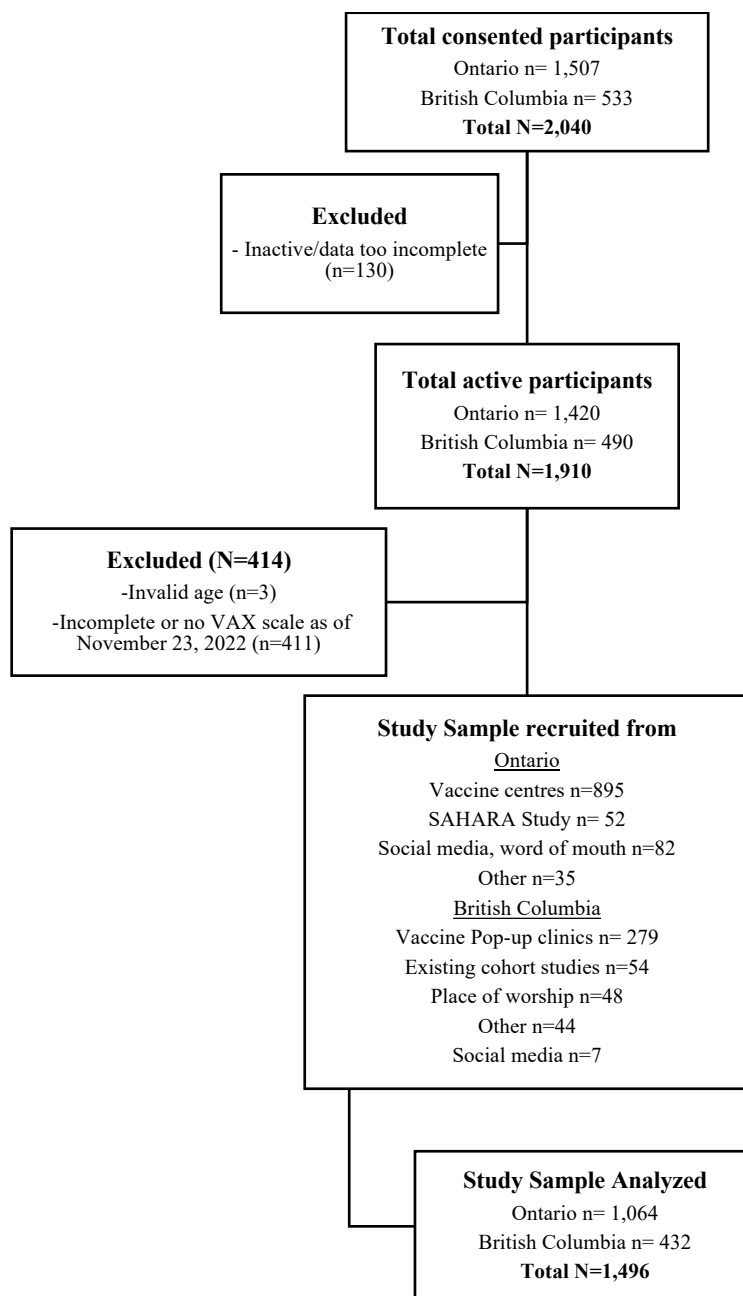 Total consented participants
Ontario n= 1,507
British Columbia n= 533
Total N=2,040
Excluded
- Inactive/data too incomplete
(n=130)
Total active participants
Ontario n= 1,420
British Columbia n= 490
Total N=1,910
Excluded (N=414)
-Invalid age (n=3)
-Incomplete or no VAX scale as of
November 23, 2022 (n=411)
Study Sample recruited from
Ontario
Vaccine centres n=895
SAHARA Study n= 52
Social media, word of mouth n=82
Other n=35
British Columbia
Vaccine Pop-up clinics n= 279
Existing cohort studies n=54
Place of worship n=48
Other n=44
Social media n=7
Study Sample Analyzed
Ontario n= 1,064
British Columbia n= 432
Total N=1,496